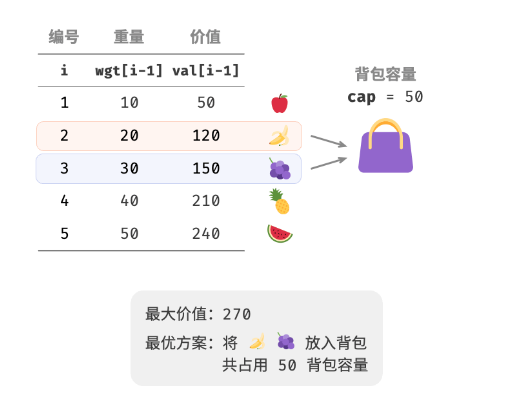 编号 重量 价值
i wgt[i-1] val[i-1]
1 10 50
2 20 120
3 30 150
4 40 210
5 50 240
背包容量
cap = 50
最大价值：270
最优方案：将 放入背包
共占用 50 背包容量